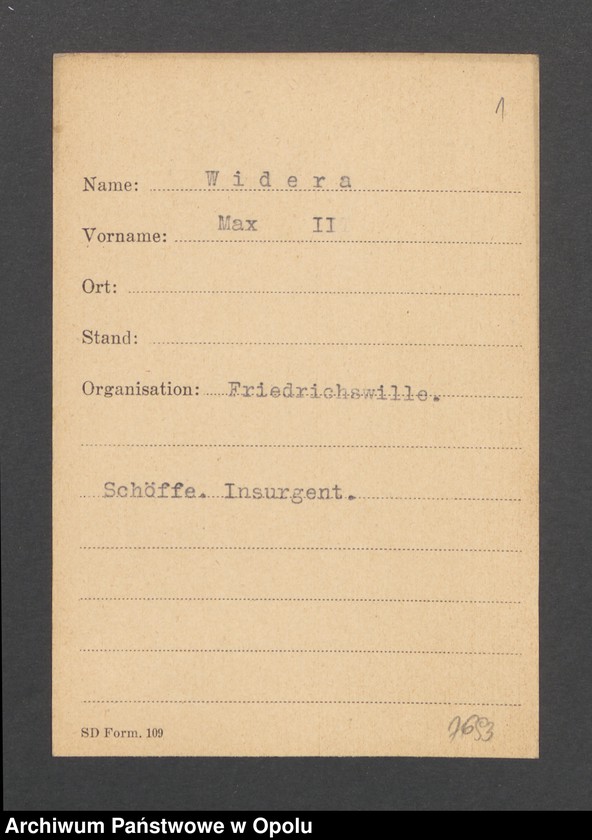 1
Name: Widera
Vorname: Max II
Ort:
Stand:
Organisation: Friedrichswille.
Schöffe. Insurgent.
SD Form. 109
7653
Archiwum Państwowe w Opolu